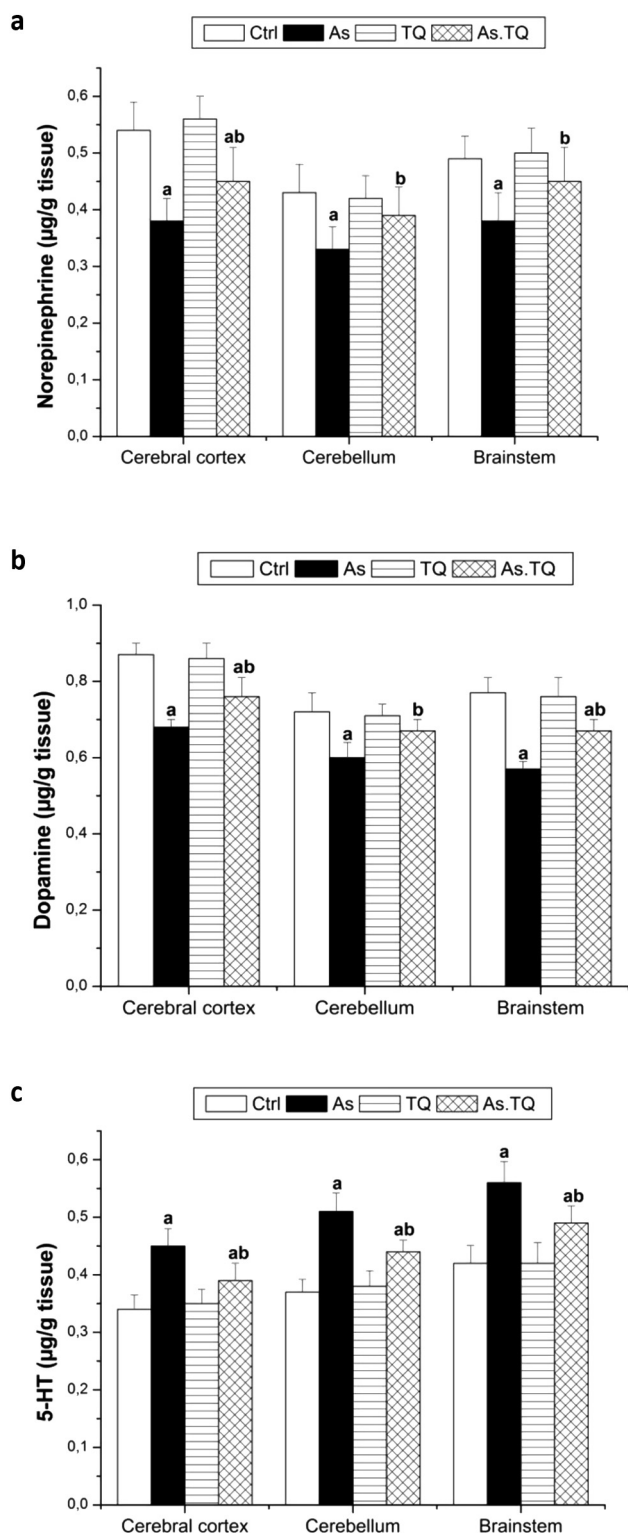 a
Ctrl As TQ As.TQ
Norepinephrine (µg/g tissue)
0,6
0,5
0,4
0,3
0,2
0,1
0,0
a
ab
a
b
a
b
Cerebral cortex Cerebellum Brainstem
b
Ctrl As TQ As.TQ
Dopamine (µg/g tissue)
1,0
0,8
0,6
0,4
0,2
0,0
a
ab
a
b
a
ab
Cerebral cortex Cerebellum Brainstem
c
Ctrl As TQ As.TQ
5-HT (µg/g tissue)
0,6
0,5
0,4
0,3
0,2
0,1
0,0
a
ab
a
ab
a
ab
Cerebral cortex Cerebellum Brainstem